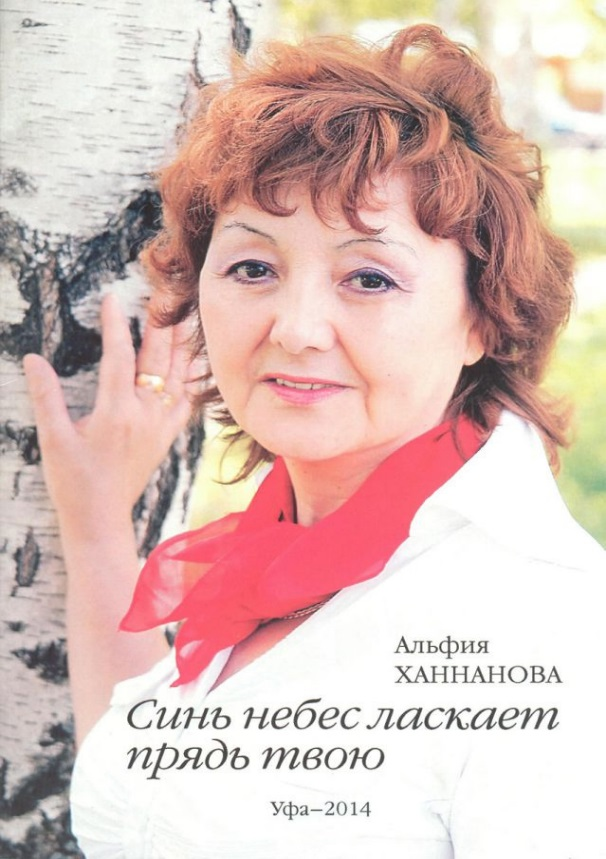 Альфия
ХАННАНОВА
Синь небес ласкает
прядь твою
Уфа–2014